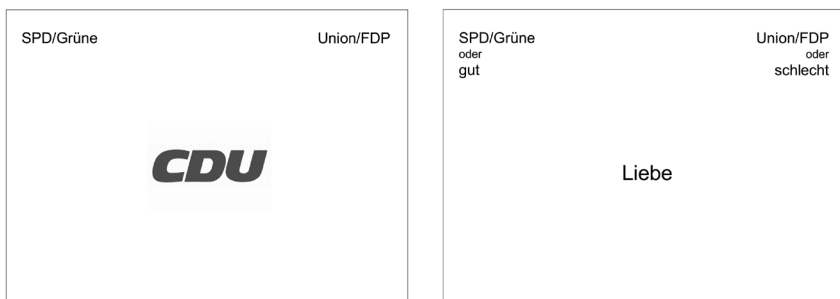 SPD/Grüne
Union/FDP
CDU
SPD/Grüne
oder
gut
Union/FDP
oder
schlecht
Liebe